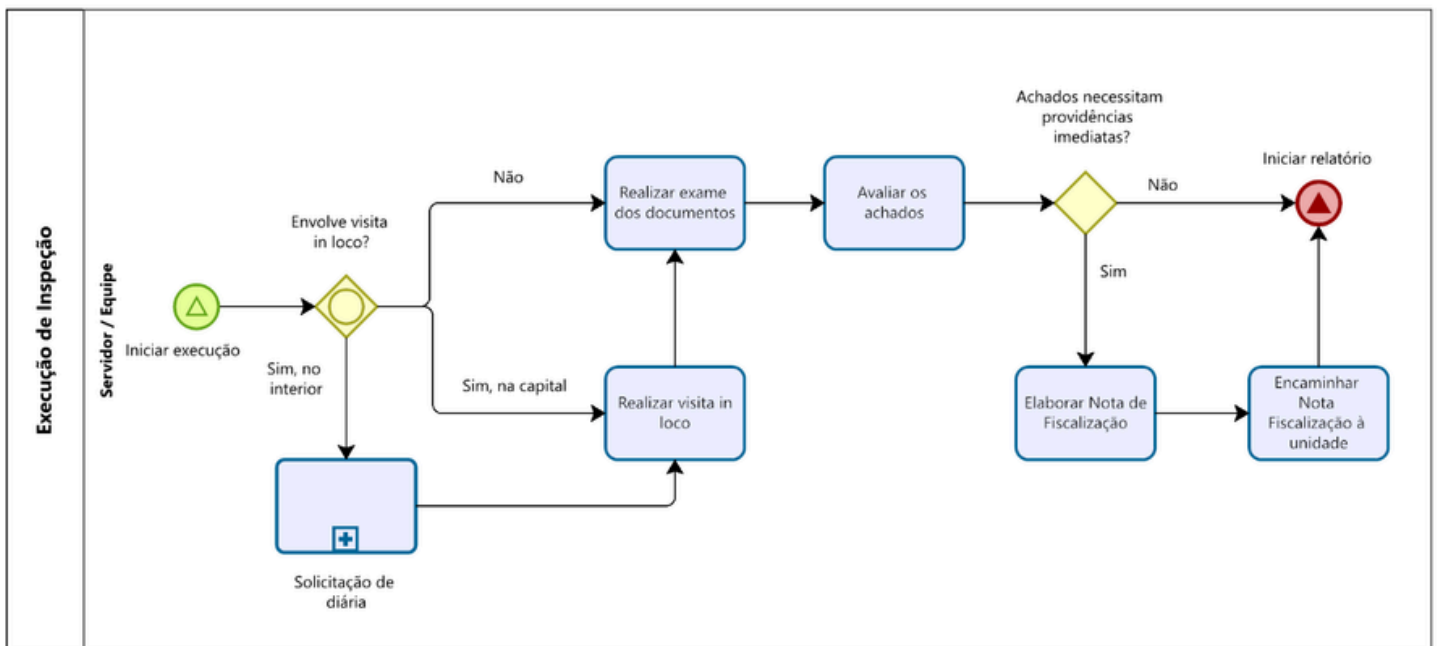 Execução de Inspeção
Servidor / Equipe
Iniciar execução
Envolve visita
in loco?
Não
Sim, na capital
Sim, no
interior
Solicitação de
diária
Realizar visita in
loco
Realizar exame
dos documentos
Avaliar os
achados
Achados necessitam
providências
imediatas?
Não
Sim
Elaborar Nota de
Fiscalização
Encaminhar
Nota
Fiscalização à
unidade
Iniciar relatório